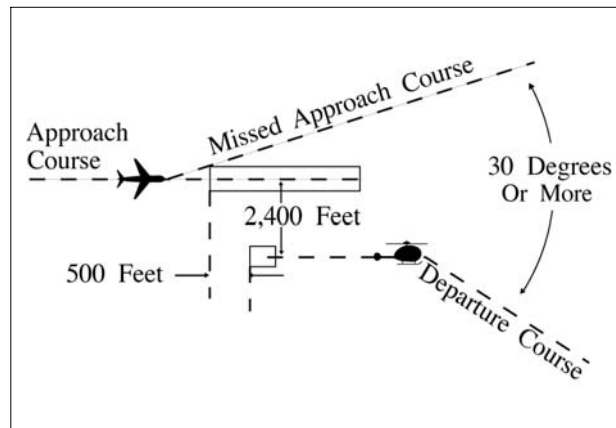 Missed Approach Course
Approach
Course
30 Degrees
Or More
2,400 Feet
500 Feet
Departure Course